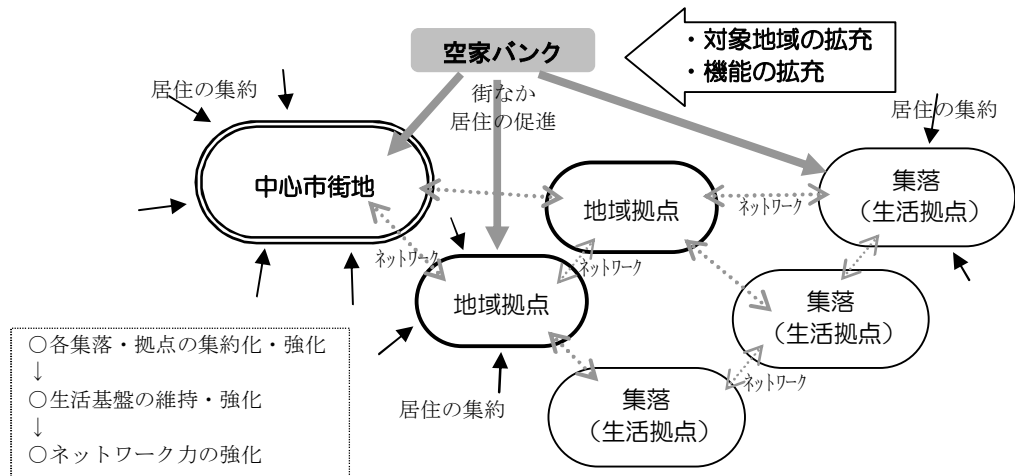 空家バンク
・対象地域の拡充
・機能の拡充
居住の集約
街なか
居住の促進
居住の集約
中心市街地
地域拠点
ネットワーク
集落
（生活拠点）
ネットワーク
ネットワーク
地域拠点
集落
（生活拠点）
ネットワーク
集落
（生活拠点）
居住の集約
○各集落・拠点の集約化・強化
↓
○生活基盤の維持・強化
↓
○ネットワーク力の強化